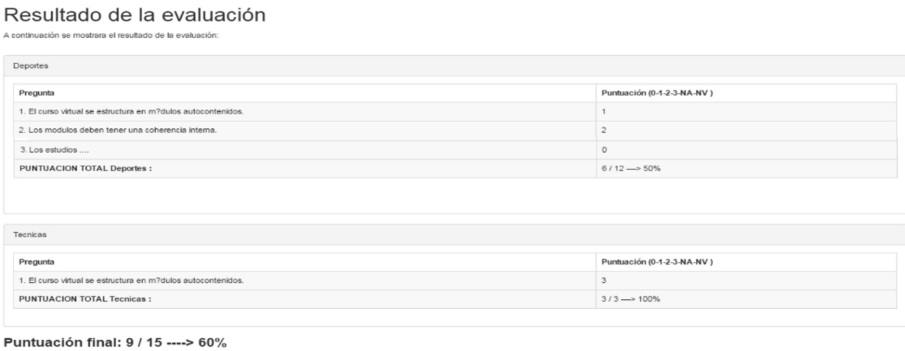 Resultado de la evaluación
A continuación se mostrara el resultado de la evaluación:
Deportes
Pregunta Puntuación (0-1-2-3-NA-NV )
1. El curso virtual se estructura en m?dulos autocontenidos. 1
2. Los modulos deben tener una coherencia interna. 2
3. Los estudios .... 0
PUNTUACION TOTAL Deportes : 6 / 12 ----> 50%
Tecnicas
Pregunta Puntuación (0-1-2-3-NA-NV )
1. El curso virtual se estructura en m?dulos autocontenidos. 3
PUNTUACION TOTAL Tecnicas : 3 / 3 ----> 100%
Puntuación final: 9 / 15 ----> 60%